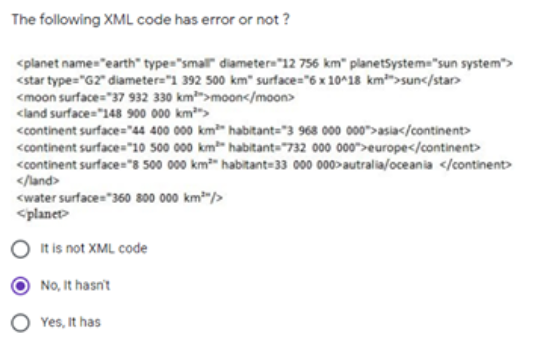 The following XML code has error or not ?
<planet name="earth" type="small" diameter="12 756 km" planetSystem="sun system">
<star type="G2" diameter="1 392 500 km" surface="6 x 10^18 km²">sun</star>
<moon surface="37 932 330 km²">moon</moon>
<land surface="148 900 000 km²">
<continent surface="44 400 000 km²" habitant="3 968 000 000">asia</continent>
<continent surface="10 500 000 km²" habitant="732 000 000">europe</continent>
<continent surface="8 500 000 km²" habitant=33 000 000>autralia/oceania </continent>
</land>
<water surface="360 800 000 km²"/>
<planet>
It is not XML code
No, It hasn't
Yes, It has